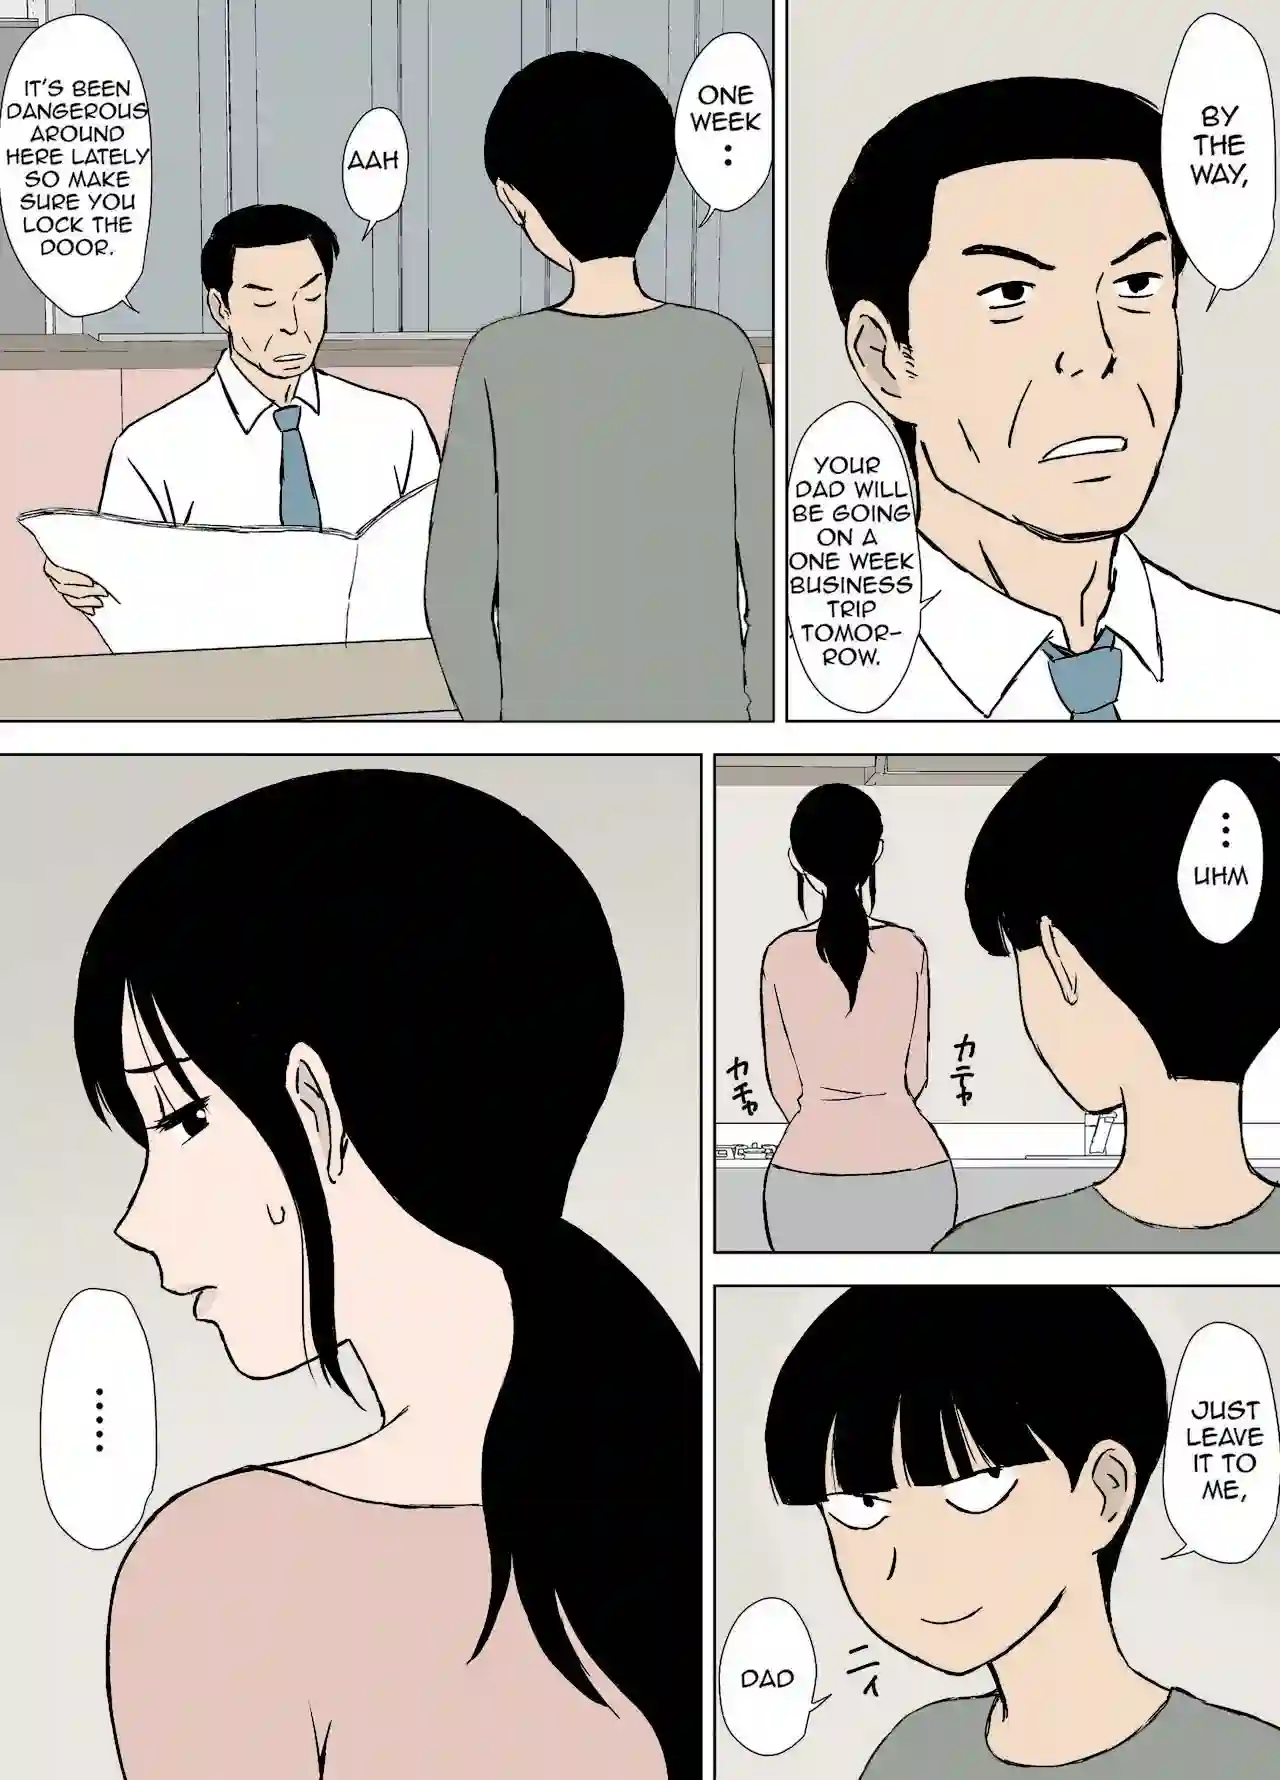 BY
THE
WAY,
YOUR
DAD WILL
BE GOING
ON A
ONE WEEK
BUSINESS
TRIP
TOMOR-
ROW.
ONE
WEEK
...
AAH
IT'S BEEN
DANGEROUS
AROUND
HERE LATELY
SO MAKE
SURE YOU
LOCK THE
DOOR.
...
UHM
カチャ
カチャ
JUST
LEAVE
IT TO
ME,
DAD
ニィ
....